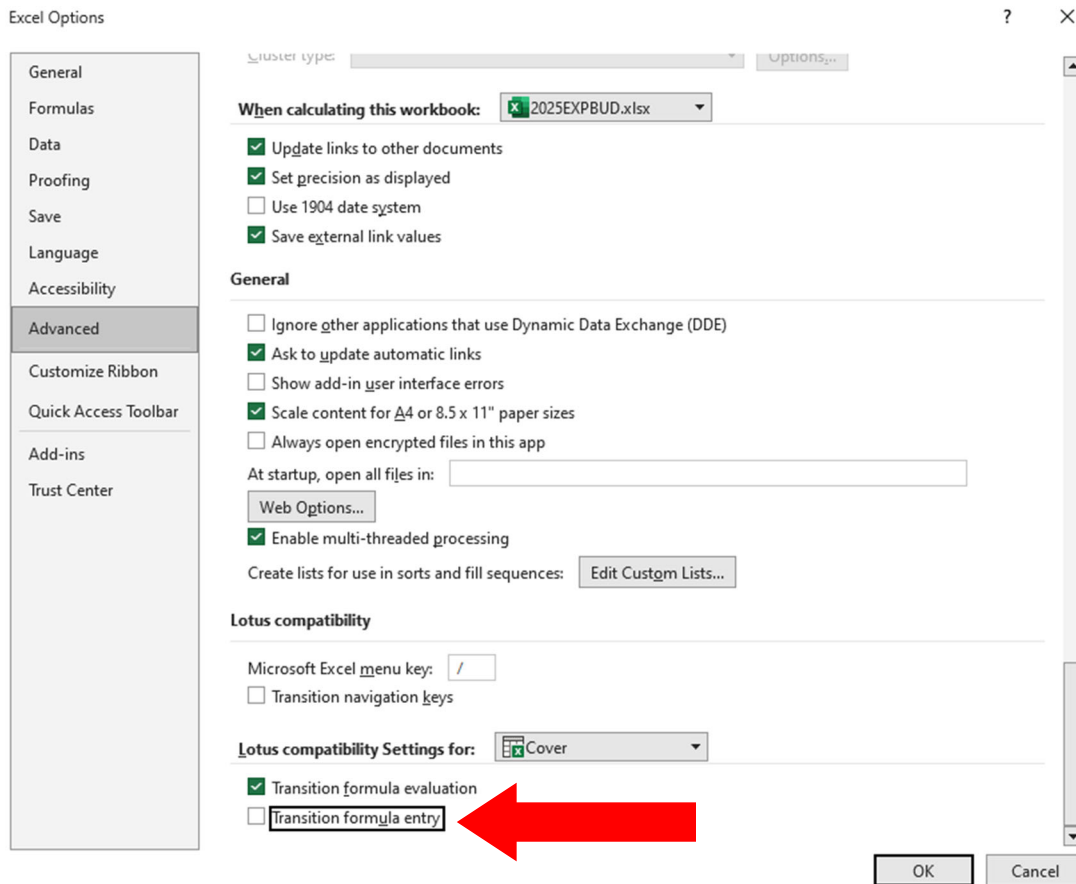 Excel Options
?
General
Formulas
Data
Proofing
Save
Language
Accessibility
Advanced
Customize Ribbon
Quick Access Toolbar
Add-ins
Trust Center
Cluster type: Options...
When calculating this workbook: 2025EXPBUD.xlsx
Update links to other documents
Set precision as displayed
Use 1904 date system
Save external link values
General
Ignore other applications that use Dynamic Data Exchange (DDE)
Ask to update automatic links
Show add-in user interface errors
Scale content for A4 or 8.5 x 11" paper sizes
Always open encrypted files in this app
At startup, open all files in:
Web Options...
Enable multi-threaded processing
Create lists for use in sorts and fill sequences: Edit Custom Lists...
Lotus compatibility
Microsoft Excel menu key: /
Transition navigation keys
Lotus compatibility Settings for: Cover
Transition formula evaluation
Transition formula entry
OK Cancel